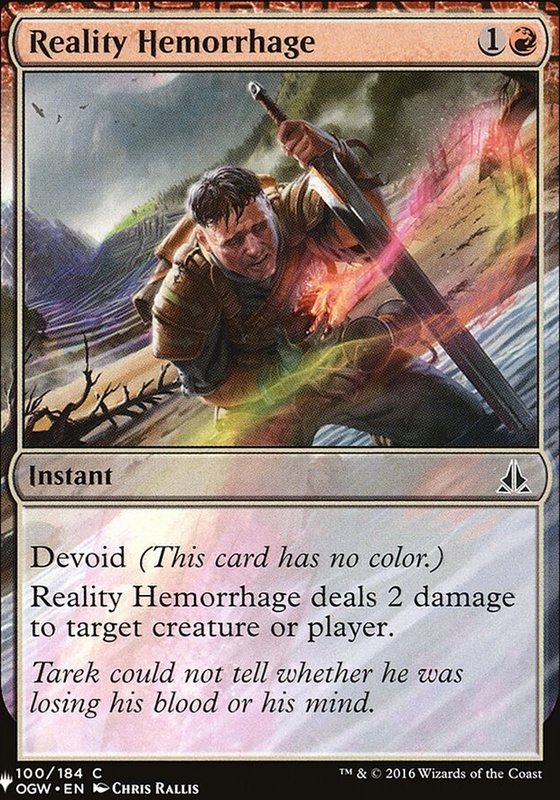 Reality Hemorrhage 1
Instant
Devoid (This card has no color.)
Reality Hemorrhage deals 2 damage
to target creature or player.
Tarek could not tell whether he was
losing his blood or his mind.
100/184 C
OGW • EN Chris Rallis
™ & © 2016 Wizards of the Coast